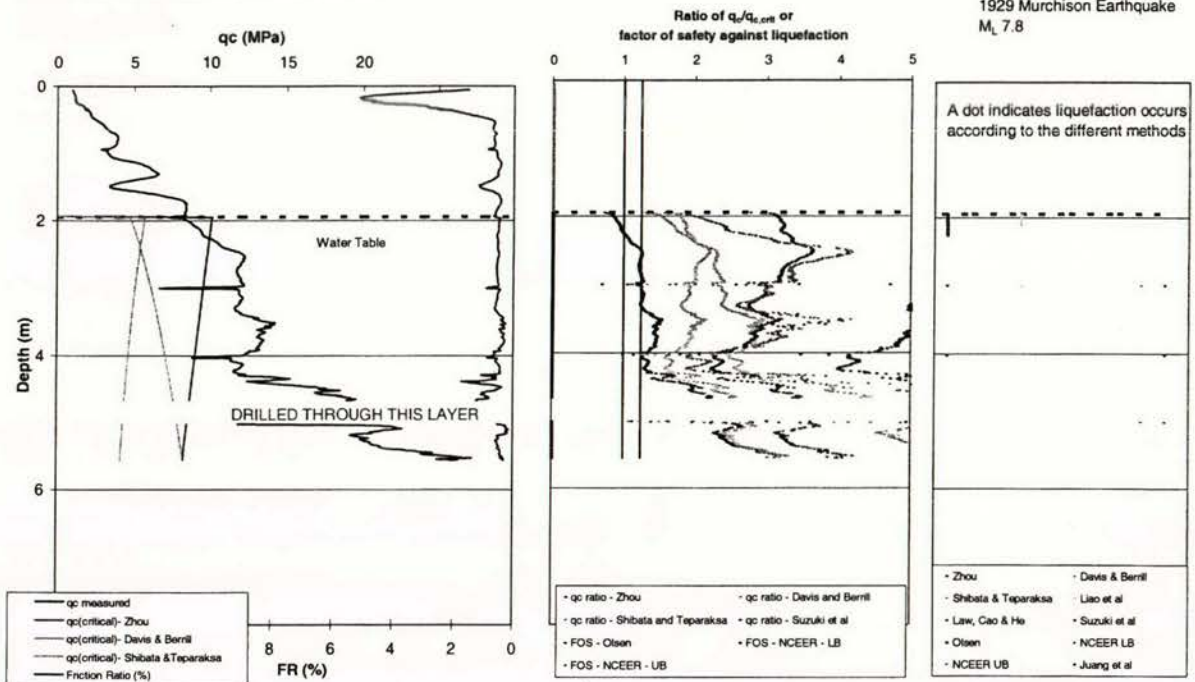 1929 Murchison Earthquake
ML 7.8
qc (MPa)
0 5 10 15 20
0
2
4
6
Depth (m)
Water Table
DRILLED THROUGH THIS LAYER
8 6 4 2 0
FR (%)
qc measured
qc(critical)- Zhou
qc(critical)- Davis & Berrill
qc(critical)- Shibata &Teparaksa
Friction Ratio (%)
Ratio of qc/qc,crit or
factor of safety against liquefaction
0 1 2 3 4 5
- qc ratio - Zhou
- qc ratio - Davis and Berrill
- qc ratio - Shibata and Teparaksa
- qc ratio - Suzuki et al
- FOS - Olsen
- FOS - NCEER - LB
- FOS - NCEER - UB
A dot indicates liquefaction occurs
according to the different methods
- Zhou
- Davis & Berrill
- Shibata & Teparaksa
Liao et al
- Law, Cao & He
- Suzuki et al
- Olsen
- NCEER LB
- NCEER UB
- Juang et al